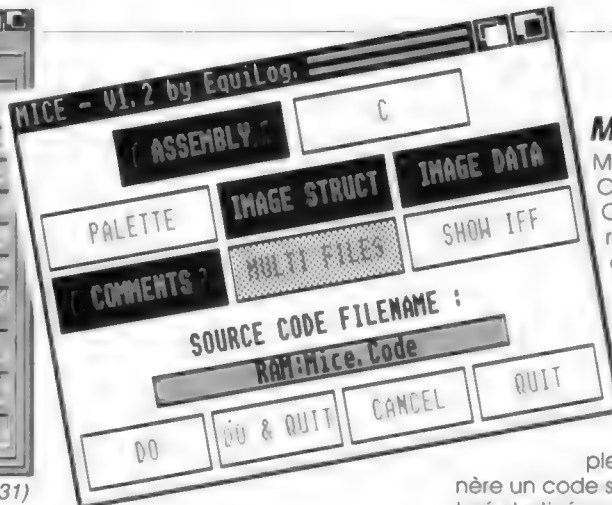 MICE - V1.2 by EquiLog.
ASSEMBLY C
PALETTE IMAGE STRUCT IMAGE DATA
COMMENTS MULTI FILES SHOW IFF
SOURCE CODE FILENAME :
RAM:Mice.Code
DO DO & QUIT CANCEL QUIT
31)
M
M
C
C
ple
nère un code s